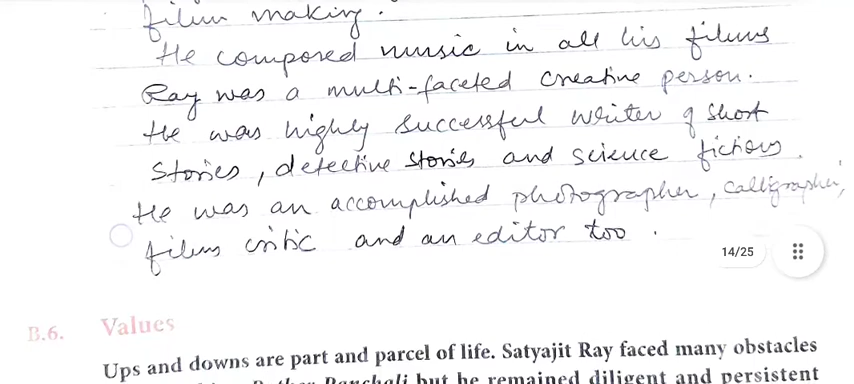 film making.
He composed music in all his films
Ray was a multi-faceted creative person.
He was highly successful writer of short
stories, detective stories and science fictions.
He was an accomplished photographer, calligrapher,
films critic and an editor too.
14/25
B.6. Values
Ups and downs are part and parcel of life. Satyajit Ray faced many obstacles
Pather Panchali but he remained diligent and persistent